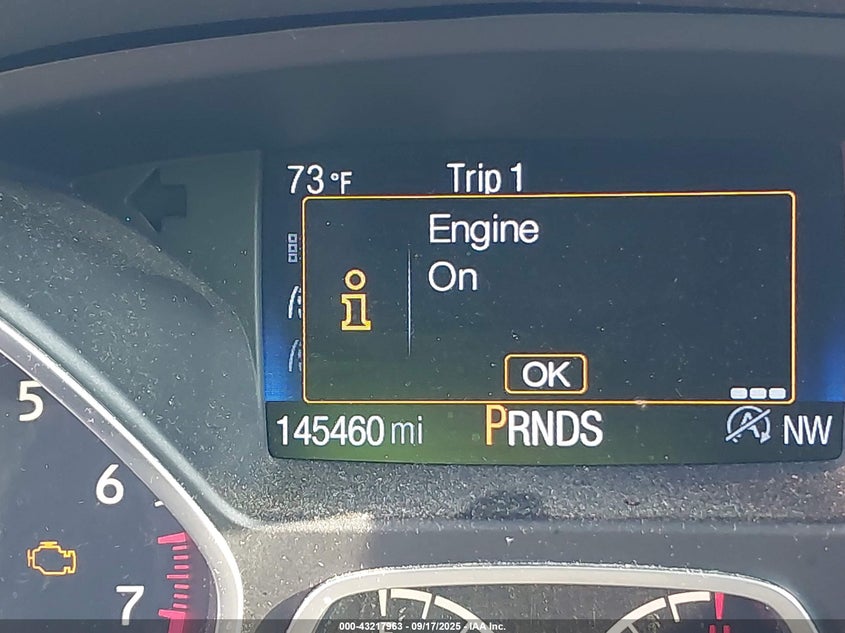 73 °F Trip 1
Engine
On
OK
145460 mi PRNDS A NW
5
6
7
000-43217963 - 09/17/2025 - IAA Inc.